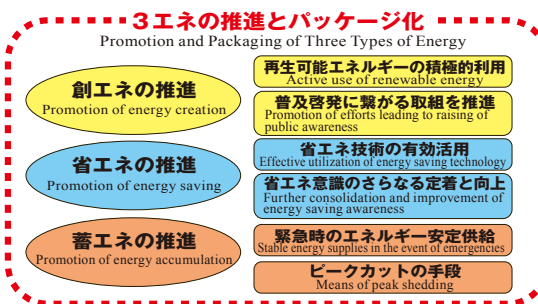 3エネの推進とパッケージ化
Promotion and Packaging of Three Types of Energy
創エネの推進
Promotion of energy creation
再生可能エネルギーの積極的利用
Active use of renewable energy
普及啓発に繋がる取組を推進
Promotion of efforts leading to raising of
public awareness
省エネの推進
Promotion of energy saving
省エネ技術の有効活用
Effective utilization of energy saving technology
省エネ意識のさらなる定着と向上
Further consolidation and improvement of
energy saving awareness
蓄エネの推進
Promotion of energy accumulation
緊急時のエネルギー安定供給
Stable energy supplies in the event of emergencies
ピークカットの手段
Means of peak shedding